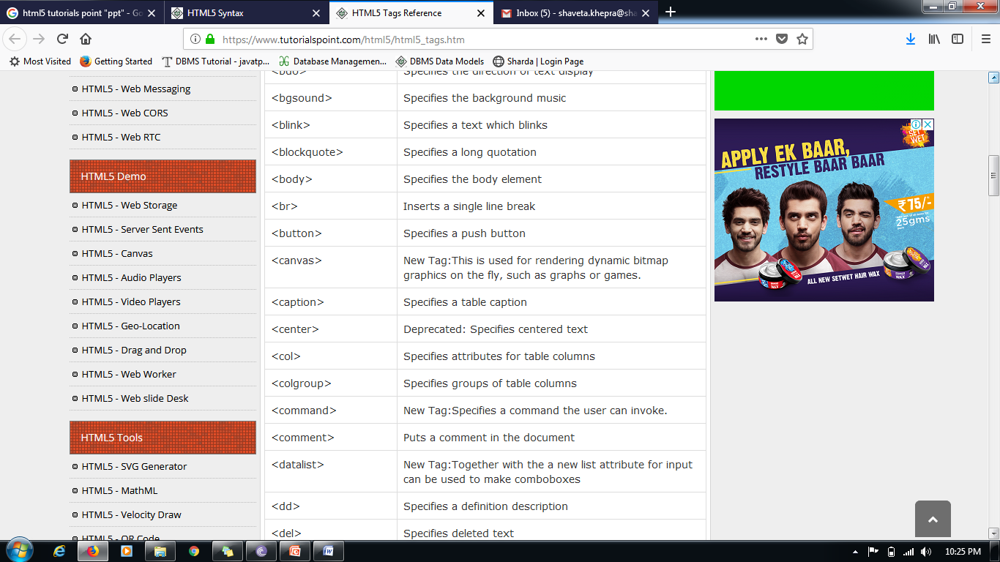 html5 tutorials point "ppt" - Go
HTML5 Syntax
HTML5 Tags Reference
Inbox (5) - shaveta.khepra@sha
https://www.tutorialspoint.com/html5/html5_tags.htm
Most Visited
Getting Started
DBMS Tutorial - javatp...
Database Managemen...
DBMS Data Models
Sharda | Login Page
HTML5 - Web Messaging
HTML5 - Web CORS
HTML5 - Web RTC
HTML5 Demo
HTML5 - Web Storage
HTML5 - Server Sent Events
HTML5 - Canvas
HTML5 - Audio Players
HTML5 - Video Players
HTML5 - Geo-Location
HTML5 - Drag and Drop
HTML5 - Web Worker
HTML5 - Web slide Desk
HTML5 Tools
HTML5 - SVG Generator
HTML5 - MathML
HTML5 - Velocity Draw
HTML5 - QR Code
<bdo> Specifies the direction of text display
<bgsound> Specifies the background music
<blink> Specifies a text which blinks
<blockquote> Specifies a long quotation
<body> Specifies the body element
<br> Inserts a single line break
<button> Specifies a push button
<canvas> New Tag:This is used for rendering dynamic bitmap
graphics on the fly, such as graphs or games.
<caption> Specifies a table caption
<center> Deprecated: Specifies centered text
<col> Specifies attributes for table columns
<colgroup> Specifies groups of table columns
<command> New Tag:Specifies a command the user can invoke.
<comment> Puts a comment in the document
<datalist> New Tag:Together with the a new list attribute for input
can be used to make comboboxes
<dd> Specifies a definition description
<del> Specifies deleted text
SET
WET
APPLY EK BAAR,
RESTYLE BAAR BAAR
₹75/-
25gms
ALL NEW SETWET HAIR WAX
WAX
WAX
10:25 PM